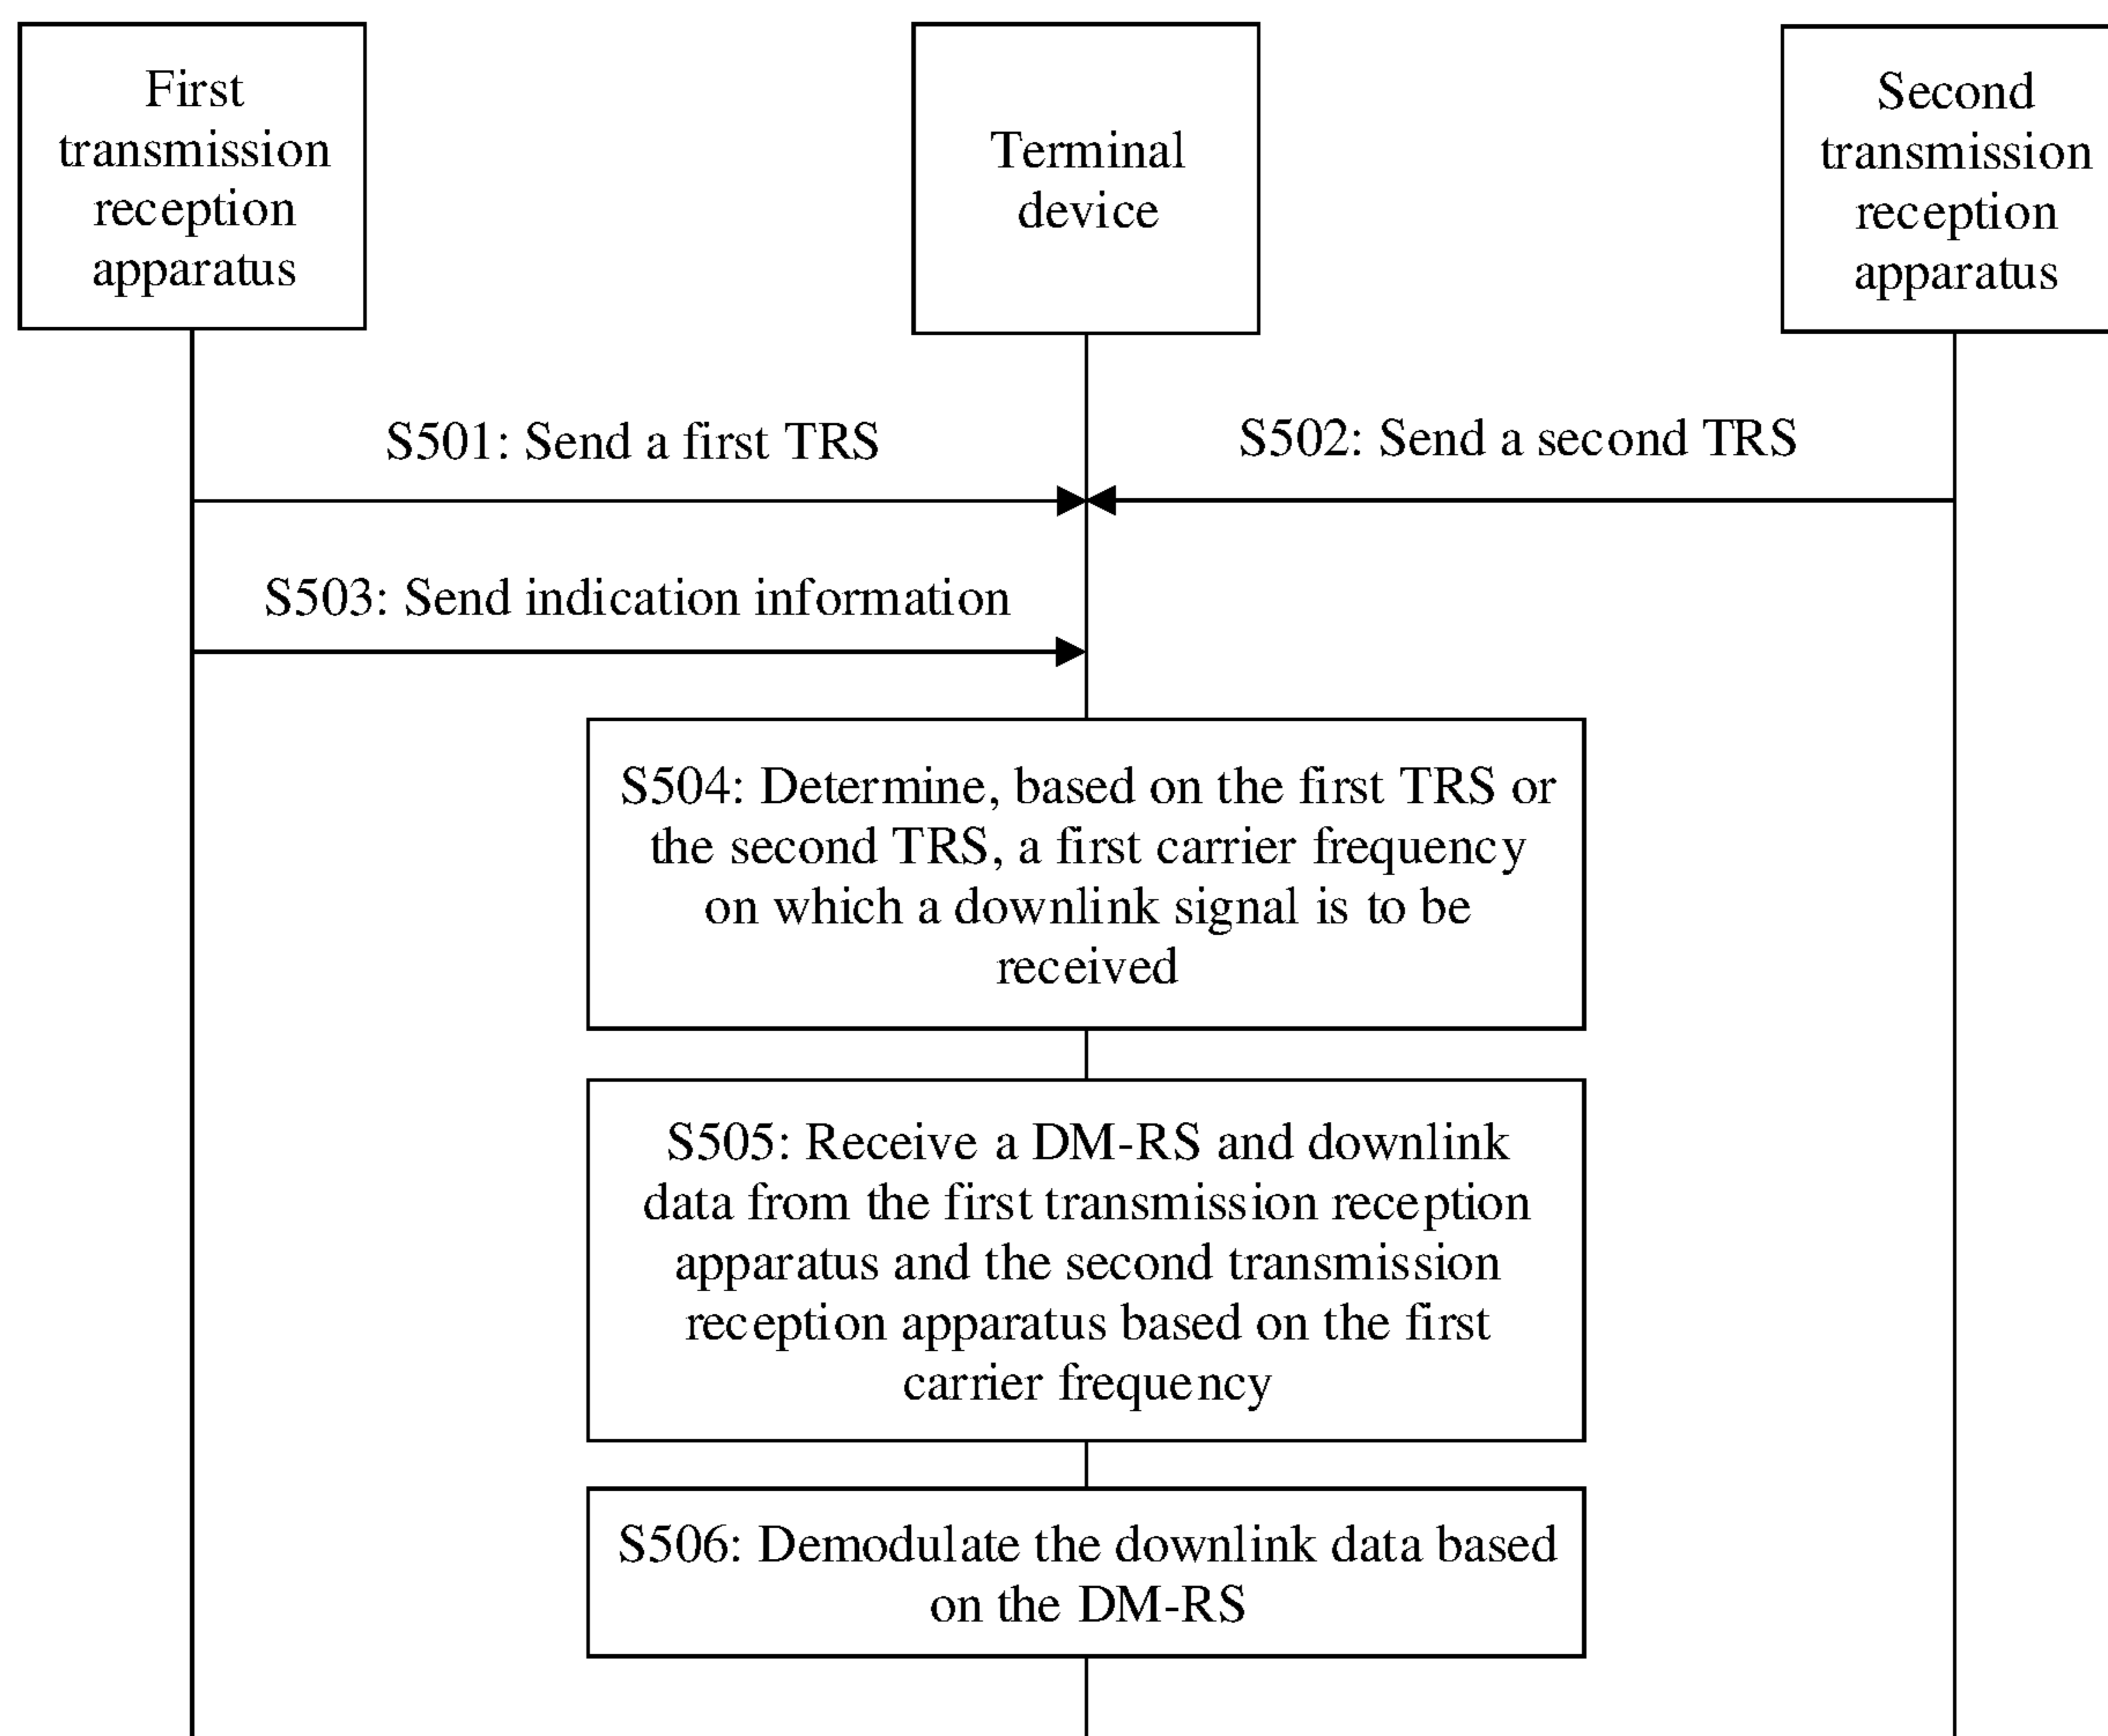 First
transmission
reception
apparatus
Terminal
device
Second
transmission
reception
apparatus
S501: Send a first TRS
S502: Send a second TRS
S503: Send indication information
S504: Determine, based on the first TRS or
the second TRS, a first carrier frequency
on which a downlink signal is to be
received
S505: Receive a DM-RS and downlink
data from the first transmission reception
apparatus and the second transmission
reception apparatus based on the first
carrier frequency
S506: Demodulate the downlink data based
on the DM-RS